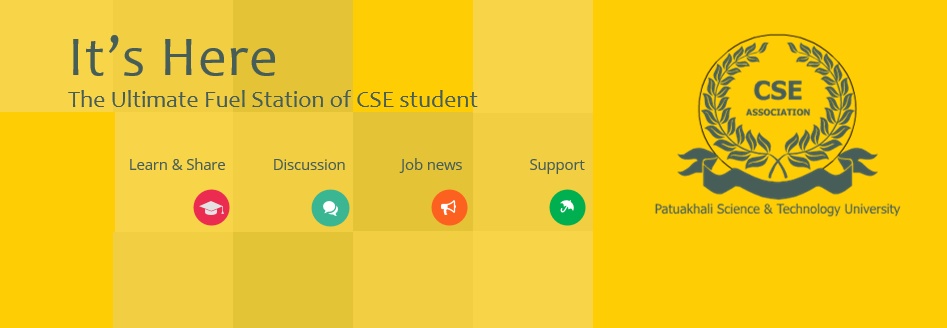 It’s Here
The Ultimate Fuel Station of CSE student
Learn & Share
Discussion
Job news
Support
CSE
ASSOCIATION
Patuakhali Science & Technology University